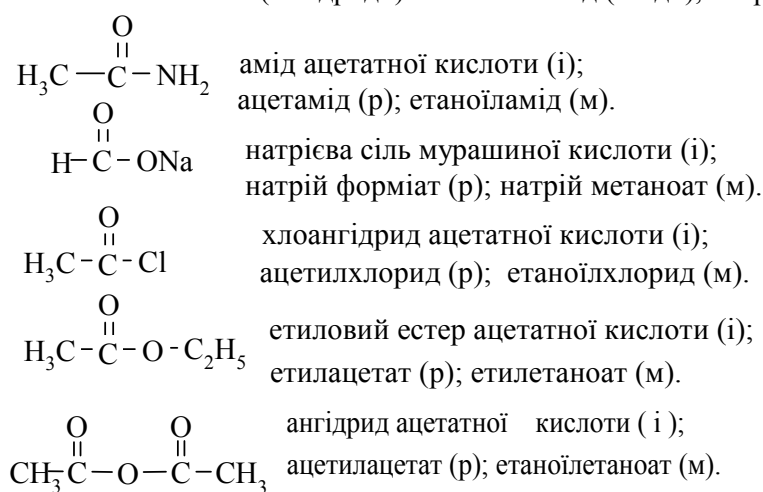 O
H₃C — C – NH₂
амід ацетатної кислоти (і);
ацетамід (р); етаноїламід (м).
O
H – C – ONa
натрієва сіль мурашиної кислоти (і);
натрій форміат (р); натрій метаноат (м).
O
H₃C – C – Cl
хлоангідрид ацетатної кислоти (і);
ацетилхлорид (р); етаноїлхлорид (м).
O
H₃C – C – O – C₂H₅
етиловий естер ацетатної кислоти (і);
етилацетат (р); етилетаноат (м).
O O
CH₃ – C – O — C – CH₃
ангідрид ацетатної кислоти ( і );
ацетилацетат (р); етаноїлетаноат (м).